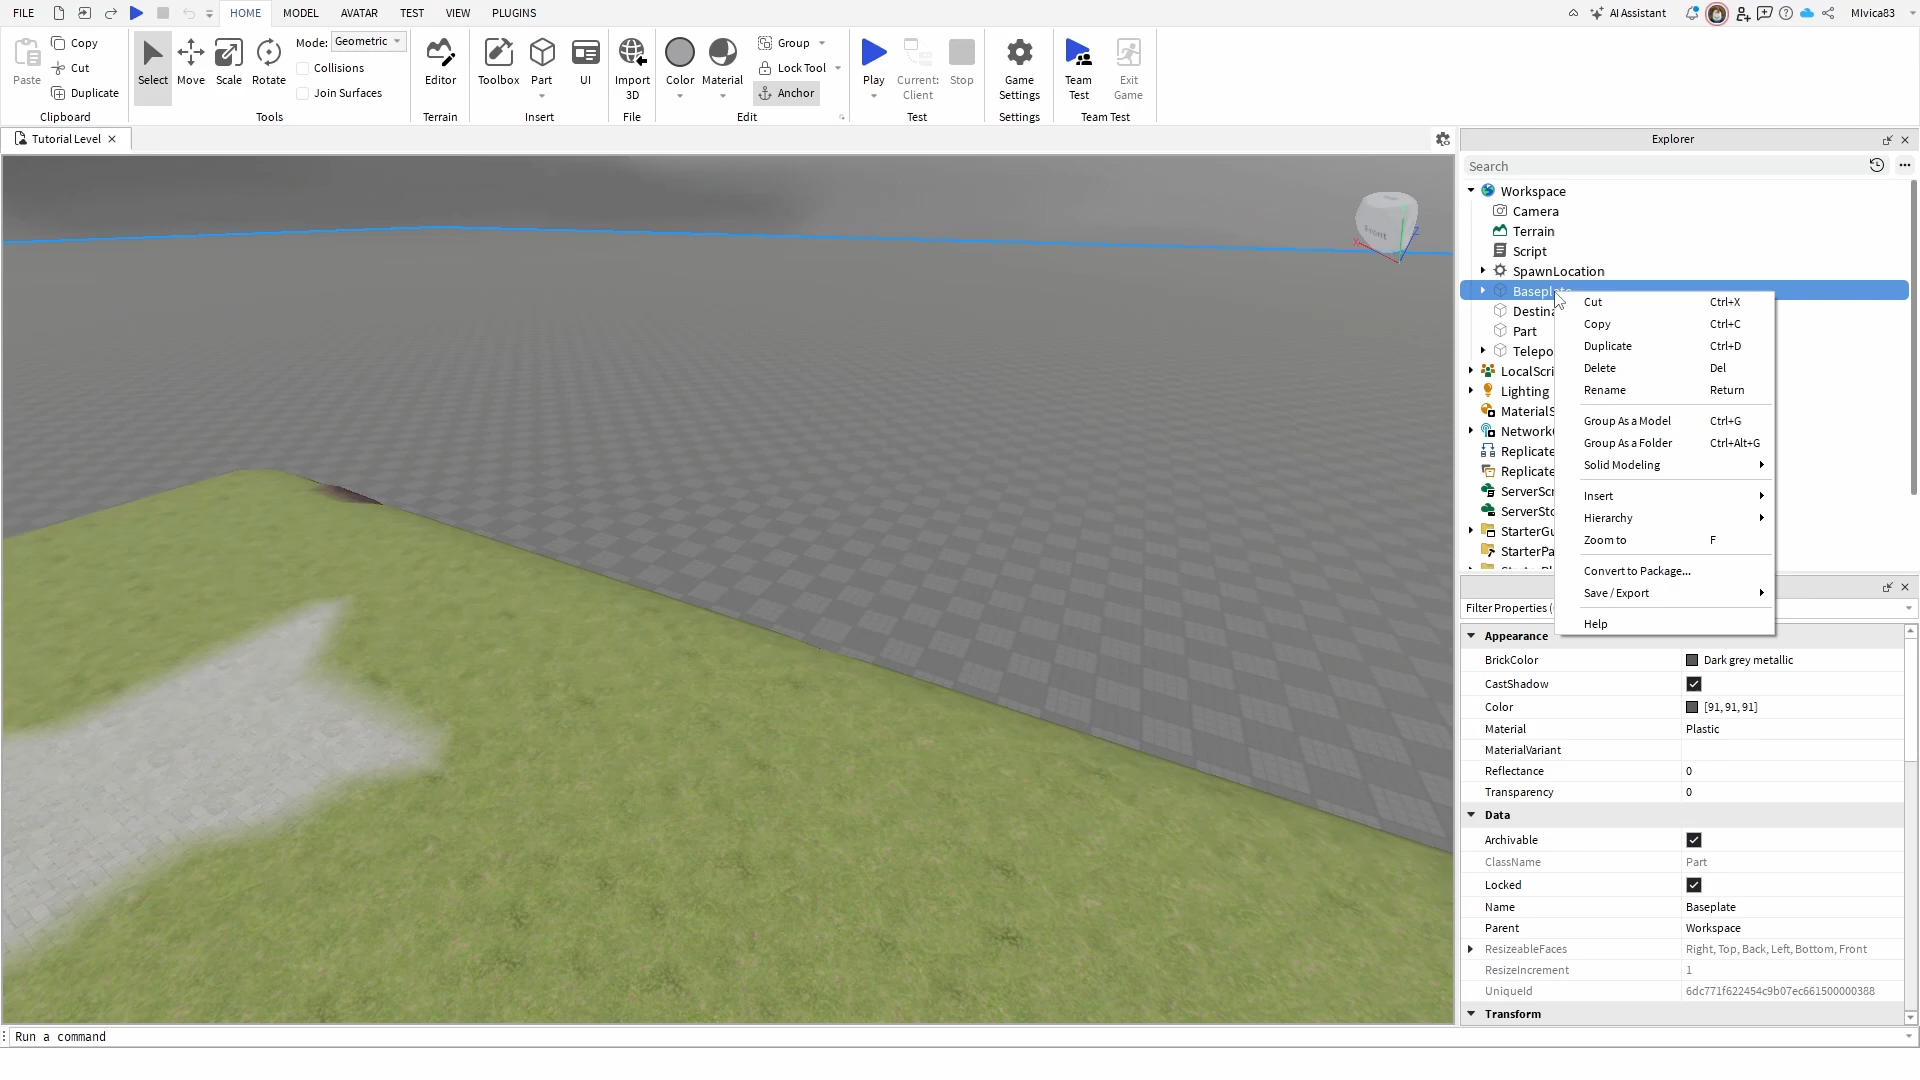 FILE HOME MODEL AVATAR TEST VIEW PLUGINS AI Assistant MIvica83
Paste Copy Cut Duplicate Clipboard
Select Move Scale Rotate Mode: Geometric Collisions Join Surfaces Tools
Editor Terrain
Toolbox Part UI Insert
Import 3D File
Color Material Group Lock Tool Anchor Edit
Play Current: Client Stop Test
Game Settings Settings
Team Test Exit Game Team Test
Tutorial Level
Front
X
Z
Explorer
Search
Workspace
Camera
Terrain
Script
SpawnLocation
Baseplate
Destina
Part
Telepo
LocalScri
Lighting
MaterialS
Network
Replicate
Replicate
ServerScr
ServerSto
StarterGu
StarterPa
Cut Ctrl+X
Copy Ctrl+C
Duplicate Ctrl+D
Delete Del
Rename Return
Group As a Model Ctrl+G
Group As a Folder Ctrl+Alt+G
Solid Modeling
Insert
Hierarchy
Zoom to F
Convert to Package...
Save / Export
Help
Filter Properties (
Appearance
BrickColor Dark grey metallic
CastShadow
Color [91, 91, 91]
Material Plastic
MaterialVariant
Reflectance 0
Transparency 0
Data
Archivable
ClassName Part
Locked
Name Baseplate
Parent Workspace
ResizeableFaces Right, Top, Back, Left, Bottom, Front
ResizeIncrement 1
UniqueId 6dc771f622454c9b07ec661500000388
Transform
Run a command